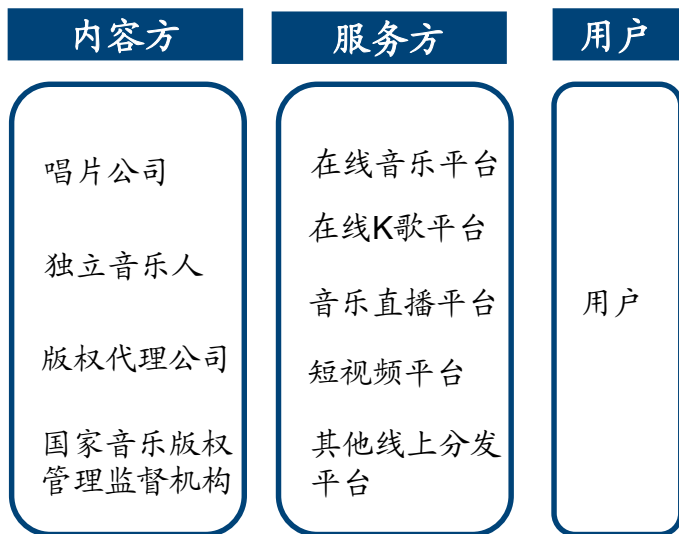 内容方
服务方
用户
唱片公司
独立音乐人
版权代理公司
国家音乐版权
管理监督机构
在线音乐平台
在线K歌平台
音乐直播平台
短视频平台
其他线上分发
平台
用户